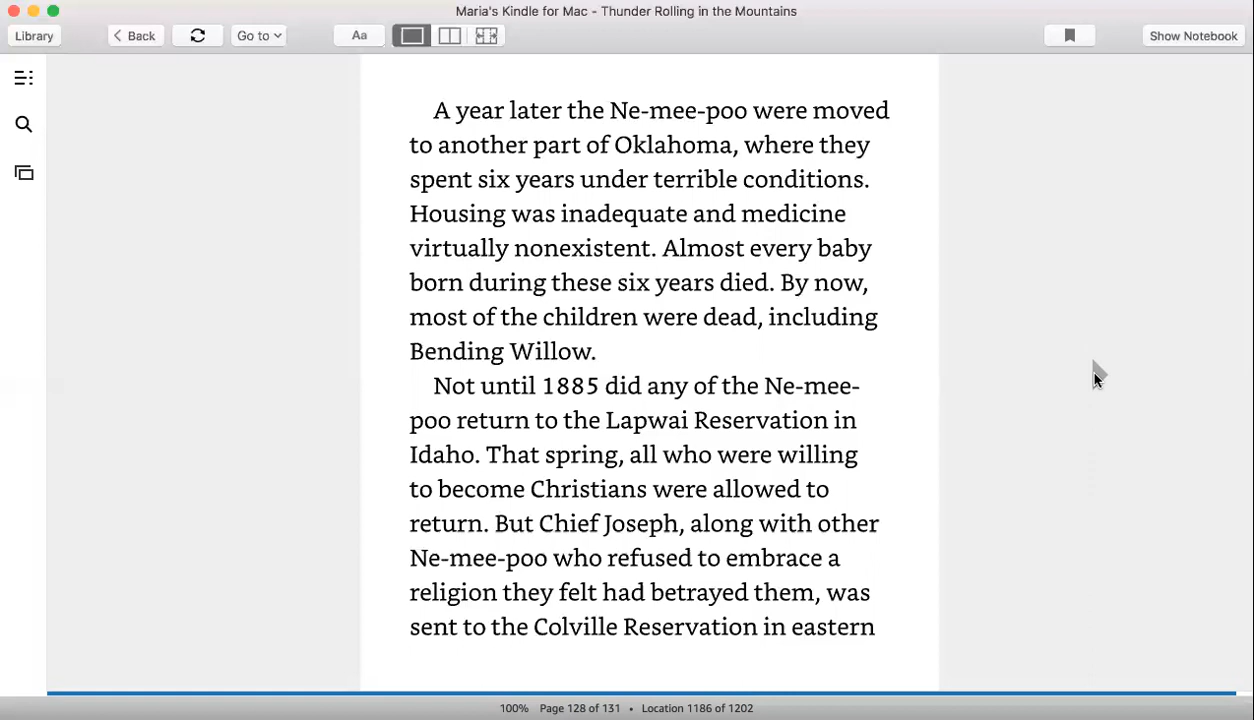 Maria's Kindle for Mac - Thunder Rolling in the Mountains
Library
Back
Go to
Aa
Show Notebook
A year later the Ne-mee-poo were moved
to another part of Oklahoma, where they
spent six years under terrible conditions.
Housing was inadequate and medicine
virtually nonexistent. Almost every baby
born during these six years died. By now,
most of the children were dead, including
Bending Willow.
Not until 1885 did any of the Ne-mee-
poo return to the Lapwai Reservation in
Idaho. That spring, all who were willing
to become Christians were allowed to
return. But Chief Joseph, along with other
Ne-mee-poo who refused to embrace a
religion they felt had betrayed them, was
sent to the Colville Reservation in eastern
100% Page 128 of 131 • Location 1186 of 1202